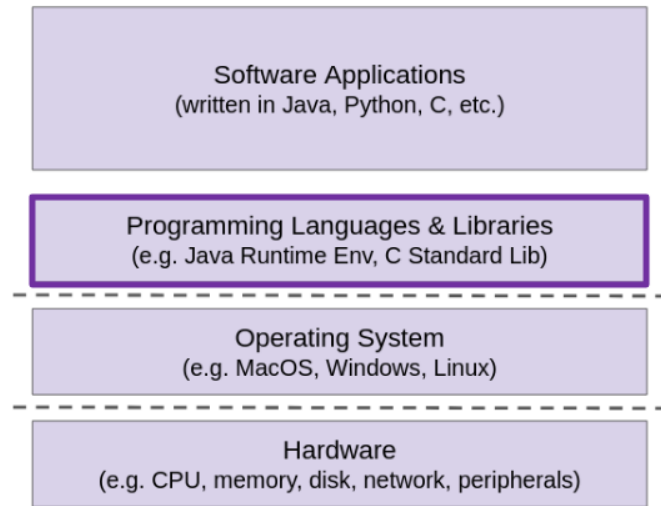 Software Applications
(written in Java, Python, C, etc.)
Programming Languages & Libraries
(e.g. Java Runtime Env, C Standard Lib)
Operating System
(e.g. MacOS, Windows, Linux)
Hardware
(e.g. CPU, memory, disk, network, peripherals)